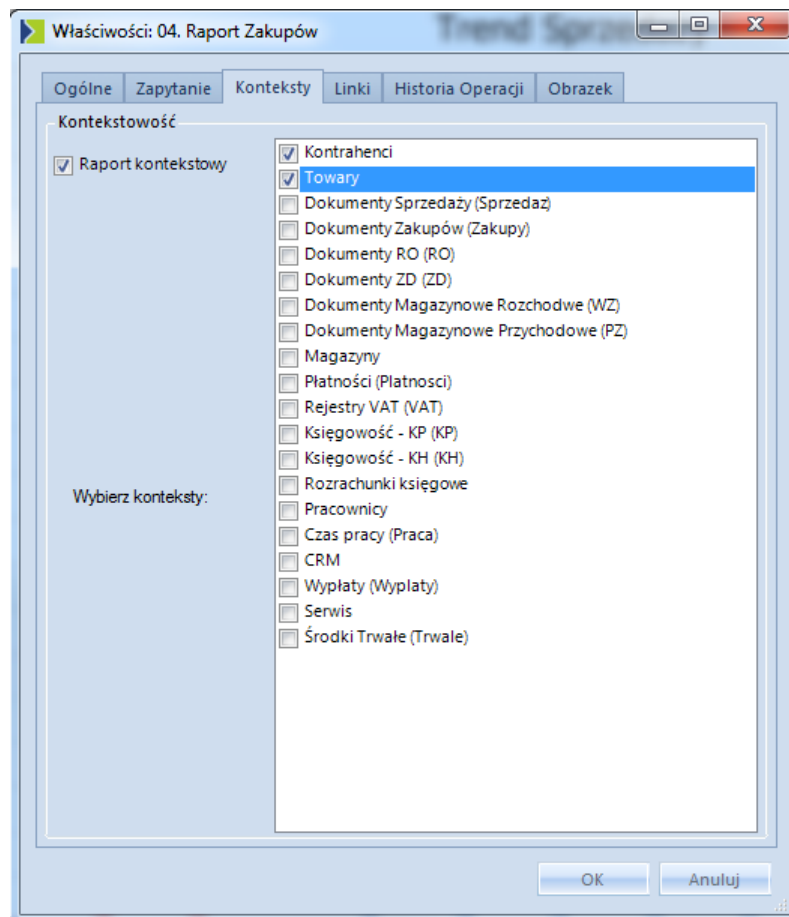 Właściwości: 04. Raport Zakupów
Trend Sprzedaży
Ogólne Zapytanie Konteksty Linki Historia Operacji Obrazek
Kontekstowość
Raport kontekstowy
Kontrahenci
Towary
Dokumenty Sprzedaży (Sprzedaz)
Dokumenty Zakupów (Zakupy)
Dokumenty RO (RO)
Dokumenty ZD (ZD)
Dokumenty Magazynowe Rozchodwe (WZ)
Dokumenty Magazynowe Przychodowe (PZ)
Magazyny
Płatności (Platnosci)
Rejestry VAT (VAT)
Księgowość - KP (KP)
Księgowość - KH (KH)
Rozrachunki księgowe
Wybierz konteksty:
Pracownicy
Czas pracy (Praca)
CRM
Wypłaty (Wyplaty)
Serwis
Środki Trwałe (Trwale)
OK Anuluj